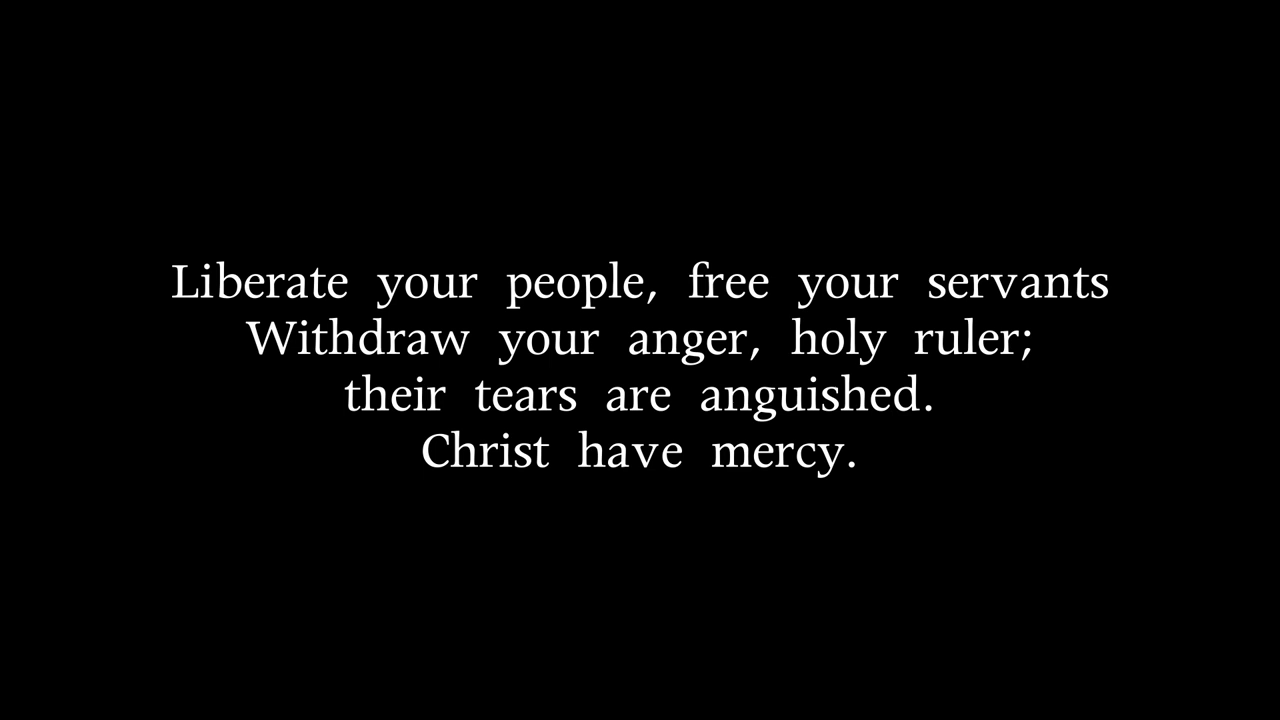 Liberate your people, free your servants
Withdraw your anger, holy ruler;
their tears are anguished.
Christ have mercy.